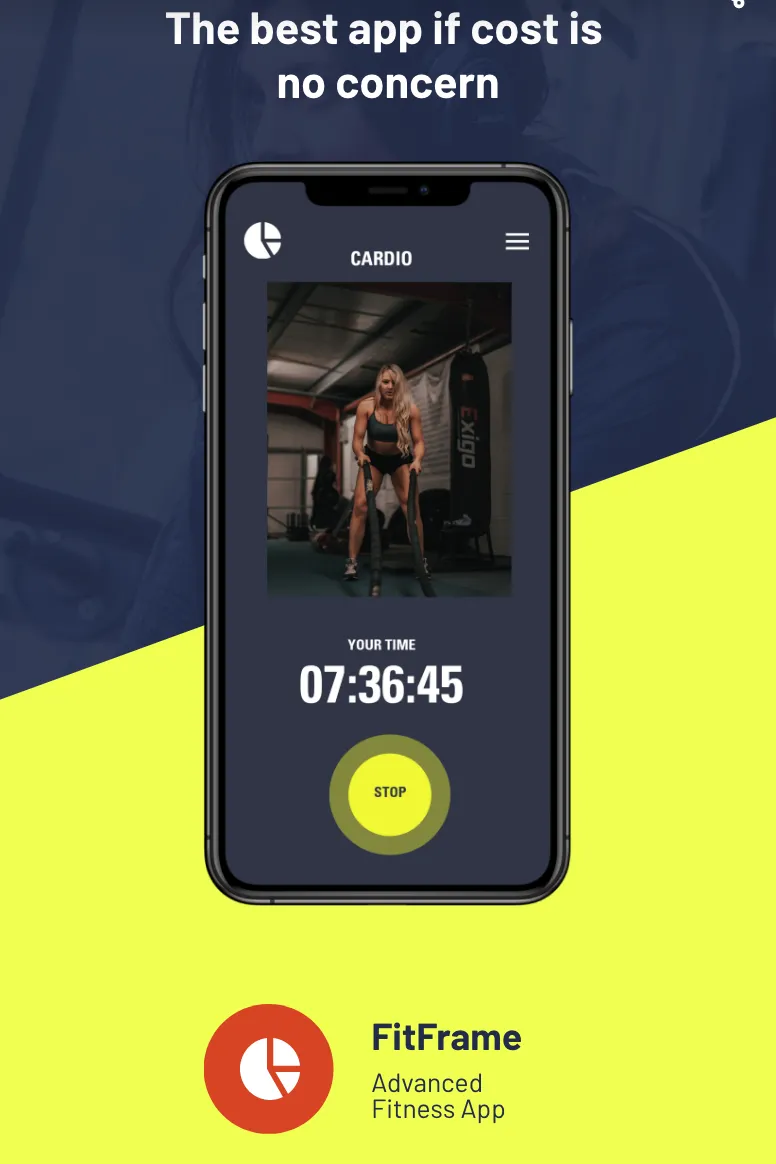 The best app if cost is
no concern
CARDIO
Exigo
YOUR TIME
07:36:45
STOP
FitFrame
Advanced
Fitness App